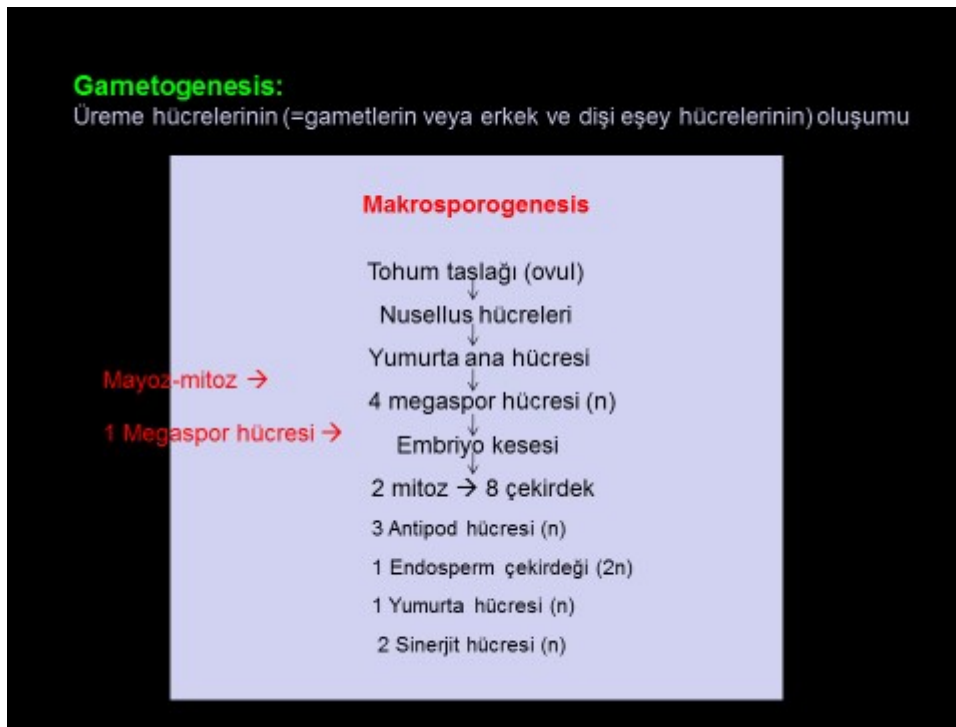 Gametogenesis:
Üreme hücrelerinin (=gametlerin veya erkek ve dişi eşey hücrelerinin) oluşumu
Makrosporogenesis
Tohum taslağı (ovul)
↓
Nusellus hücreleri
↓
Yumurta ana hücresi
Mayoz-mitoz →
↓
4 megaspor hücresi (n)
1 Megaspor hücresi →
↓
Embriyo kesesi
↓
2 mitoz → 8 çekirdek
3 Antipod hücresi (n)
1 Endosperm çekirdeği (2n)
1 Yumurta hücresi (n)
2 Sinerjit hücresi (n)